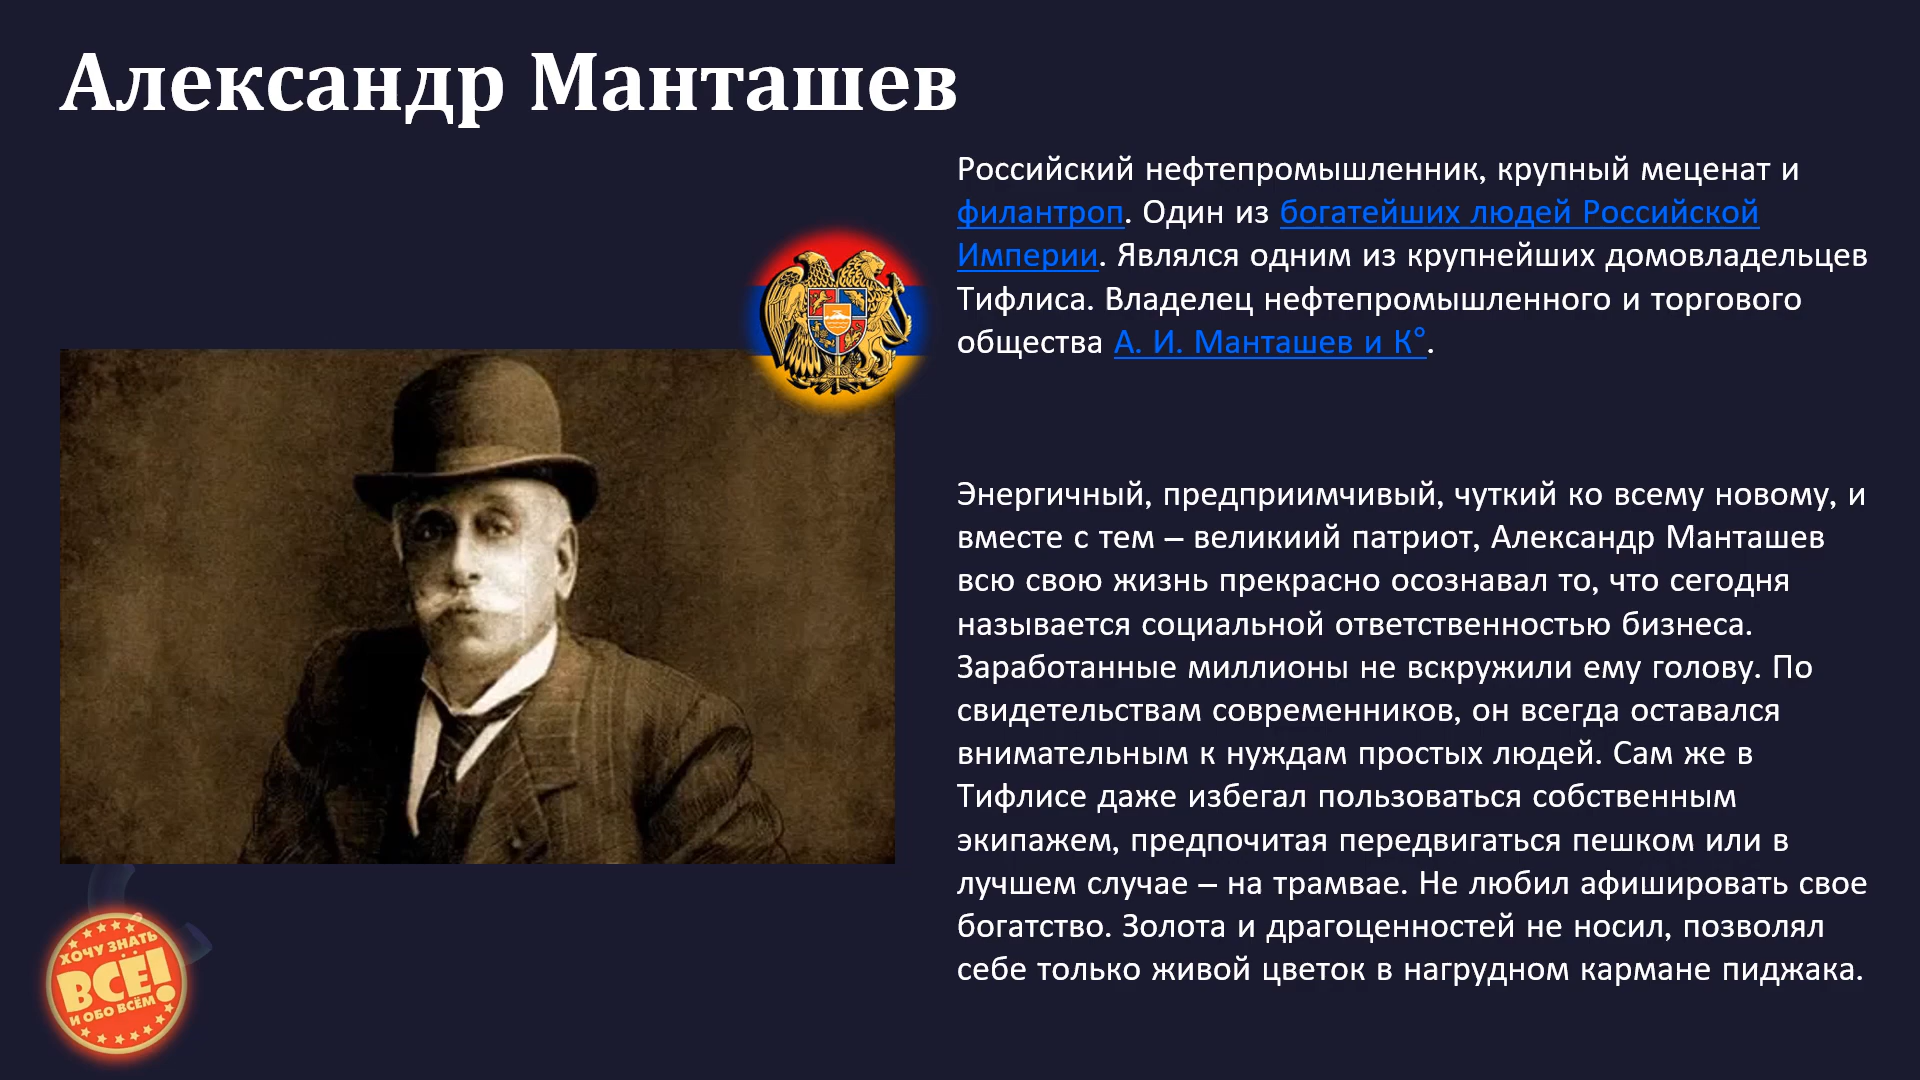 Александр Манташев
Российский нефтепромышленник, крупный меценат и
филантроп. Один из богатейших людей Российской
Империи. Являлся одним из крупнейших домовладельцев
Тифлиса. Владелец нефтепромышленного и торгового
общества А. И. Манташев и К°.
Энергичный, предприимчивый, чуткий ко всему новому, и
вместе с тем – великиий патриот, Александр Манташев
всю свою жизнь прекрасно осознавал то, что сегодня
называется социальной ответственностью бизнеса.
Заработанные миллионы не вскружили ему голову. По
свидетельствам современников, он всегда оставался
внимательным к нуждам простых людей. Сам же в
Тифлисе даже избегал пользоваться собственным
экипажем, предпочитая передвигаться пешком или в
лучшем случае – на трамвае. Не любил афишировать свое
богатство. Золота и драгоценностей не носил, позволял
себе только живой цветок в нагрудном кармане пиджака.
ХОЧУ ЗНАТЬ
ВСЁ!
И ОБО ВСЁМ